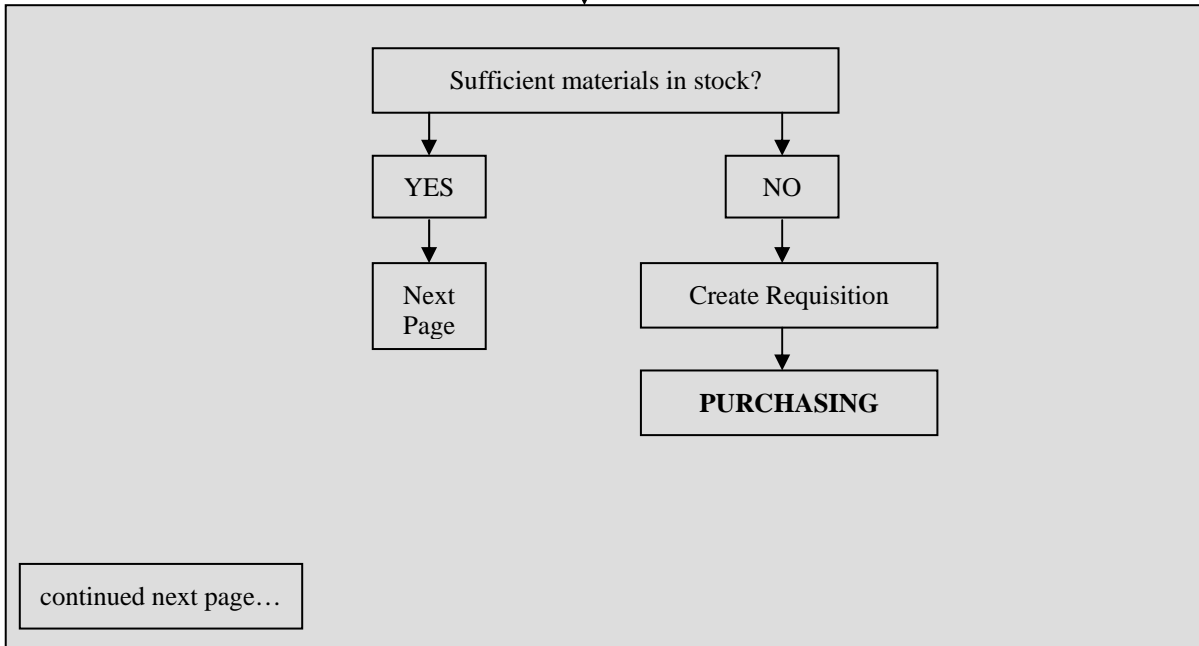 Sufficient materials in stock?
YES
NO
Next
Page
Create Requisition
PURCHASING
continued next page…